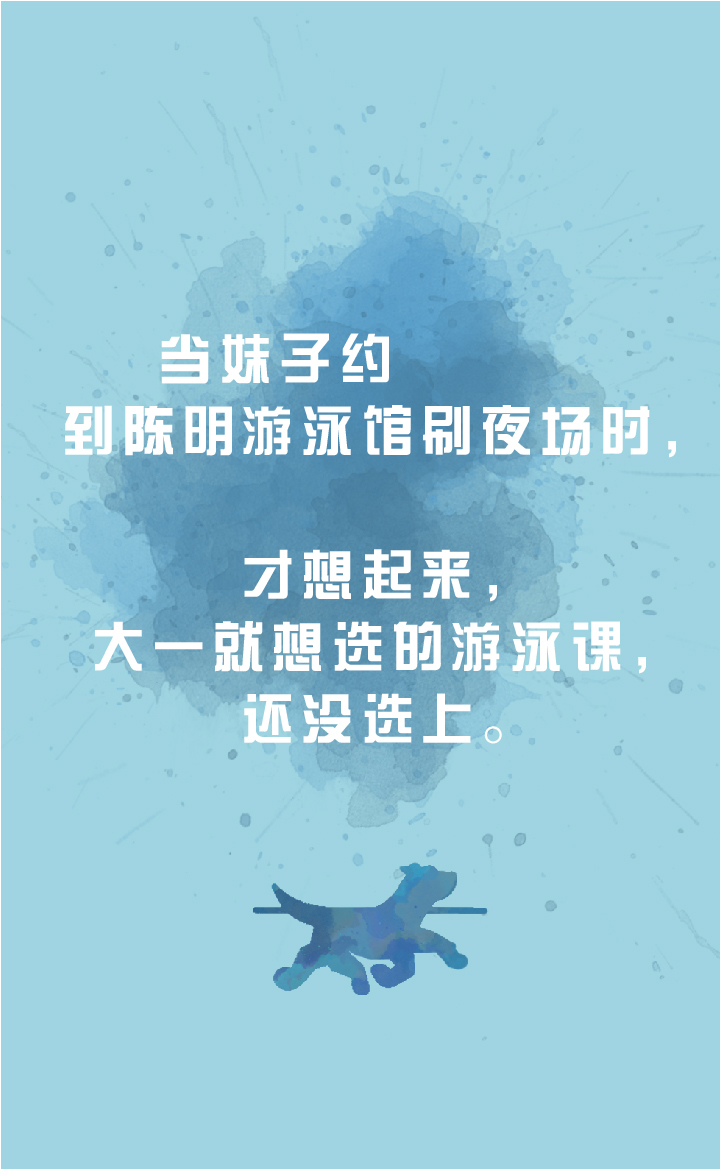 当妹子约
到陈明游泳馆刷夜场时，
才想起来，
大一就想选的游泳课，
还没选上。